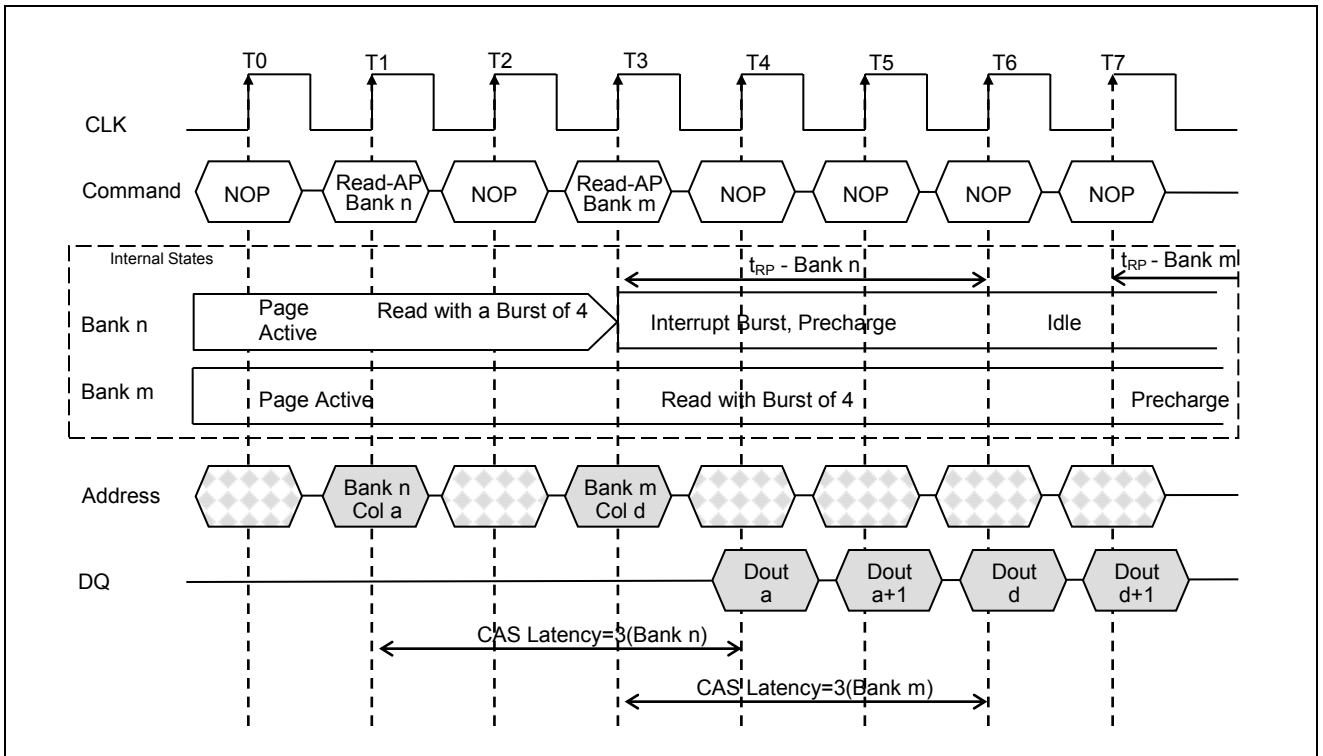 T0 T1 T2 T3 T4 T5 T6 T7
CLK
Command NOP Read-AP Bank n NOP Read-AP Bank m NOP NOP NOP NOP
Internal States
tRP - Bank n tRP - Bank m
Bank n Page Active Read with a Burst of 4 Interrupt Burst, Precharge Idle
Bank m Page Active Read with Burst of 4 Precharge
Address Bank n Col a Bank m Col d
DQ Dout a Dout a+1 Dout d Dout d+1
CAS Latency=3(Bank n)
CAS Latency=3(Bank m)